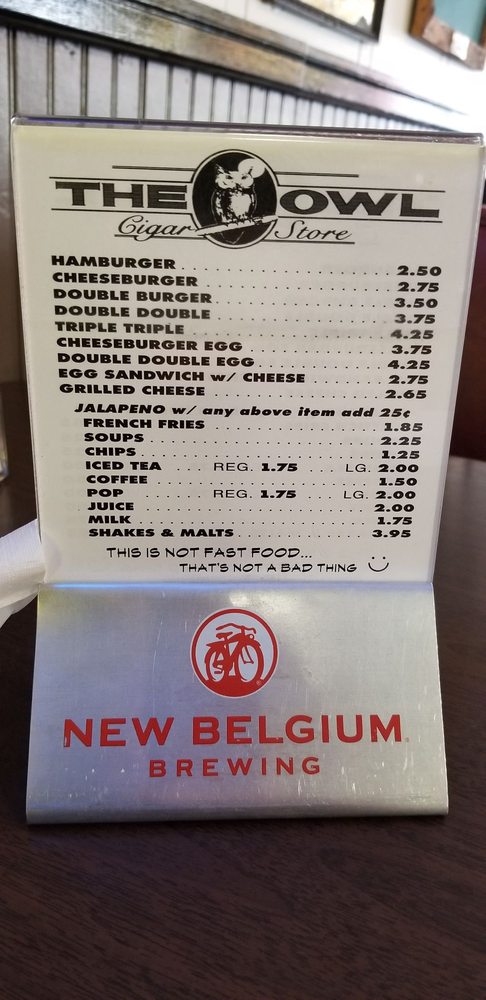 THE OWL
Cigar Store
HAMBURGER 2.50
CHEESEBURGER 2.75
DOUBLE BURGER 3.50
DOUBLE DOUBLE 3.75
TRIPLE TRIPLE 4.25
CHEESEBURGER EGG 3.75
DOUBLE DOUBLE EGG 4.25
EGG SANDWICH w/ CHEESE 2.75
GRILLED CHEESE 2.65
JALAPENO w/ any above item add 25¢
FRENCH FRIES 1.85
SOUPS 2.25
CHIPS 1.25
ICED TEA REG. 1.75 LG. 2.00
COFFEE 1.50
POP REG. 1.75 LG. 2.00
JUICE 2.00
MILK 1.75
SHAKES & MALTS 3.95
THIS IS NOT FAST FOOD...
THAT'S NOT A BAD THING
NEW BELGIUM
BREWING